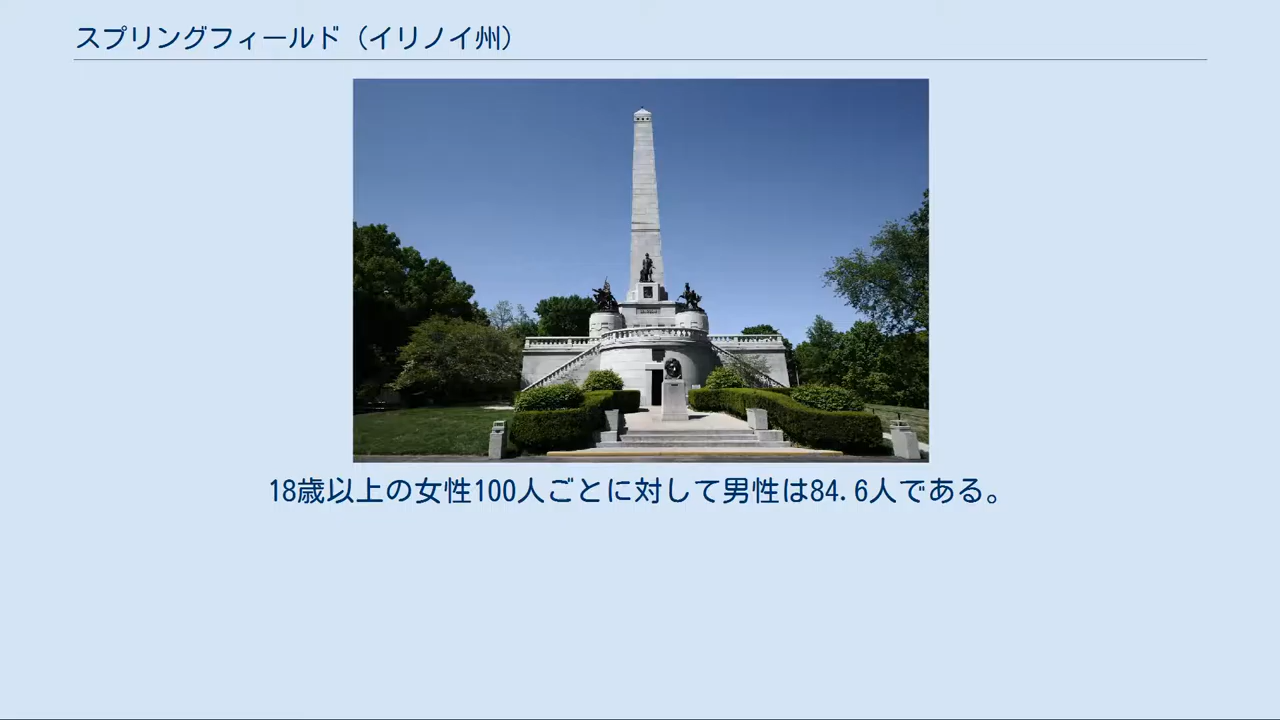 スプリングフィールド（イリノイ州）
18歳以上の女性100人ごとに対して男性は84.6人である。